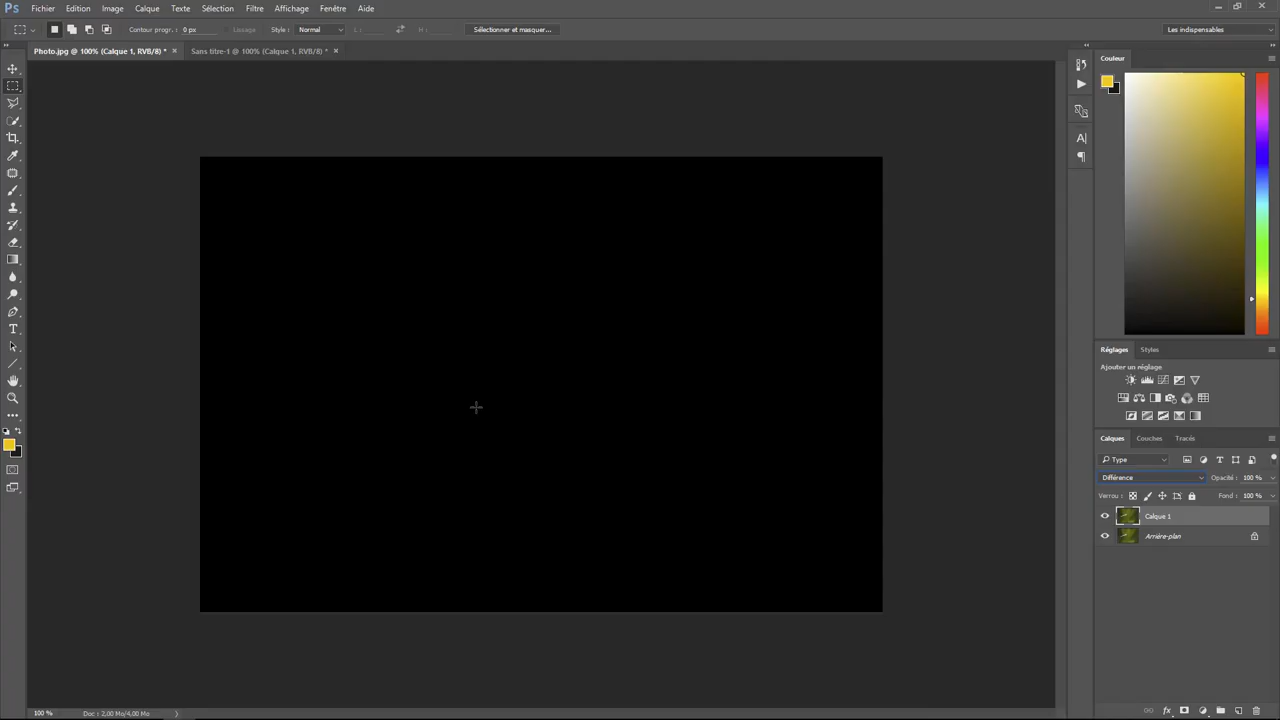 Ps Fichier Edition Image Calque Texte Sélection Filtre Affichage Fenêtre Aide
Contour progr. : 0 px Lissage Style : Normal L : H : Sélectionner et masquer... Les indispensables
Photo.jpg @ 100% (Calque 1, RVB/8) * × Sans titre-1 @ 100% (Calque 1, RVB/8) * ×
Couleur
Réglages Styles
Ajouter un réglage
Calques Couches Tracés
Type
Différence Opacité : 100 %
Verrou : Fond : 100 %
Calque 1
Arrière-plan
100 % Doc : 2,00 Mo/4,00 Mo